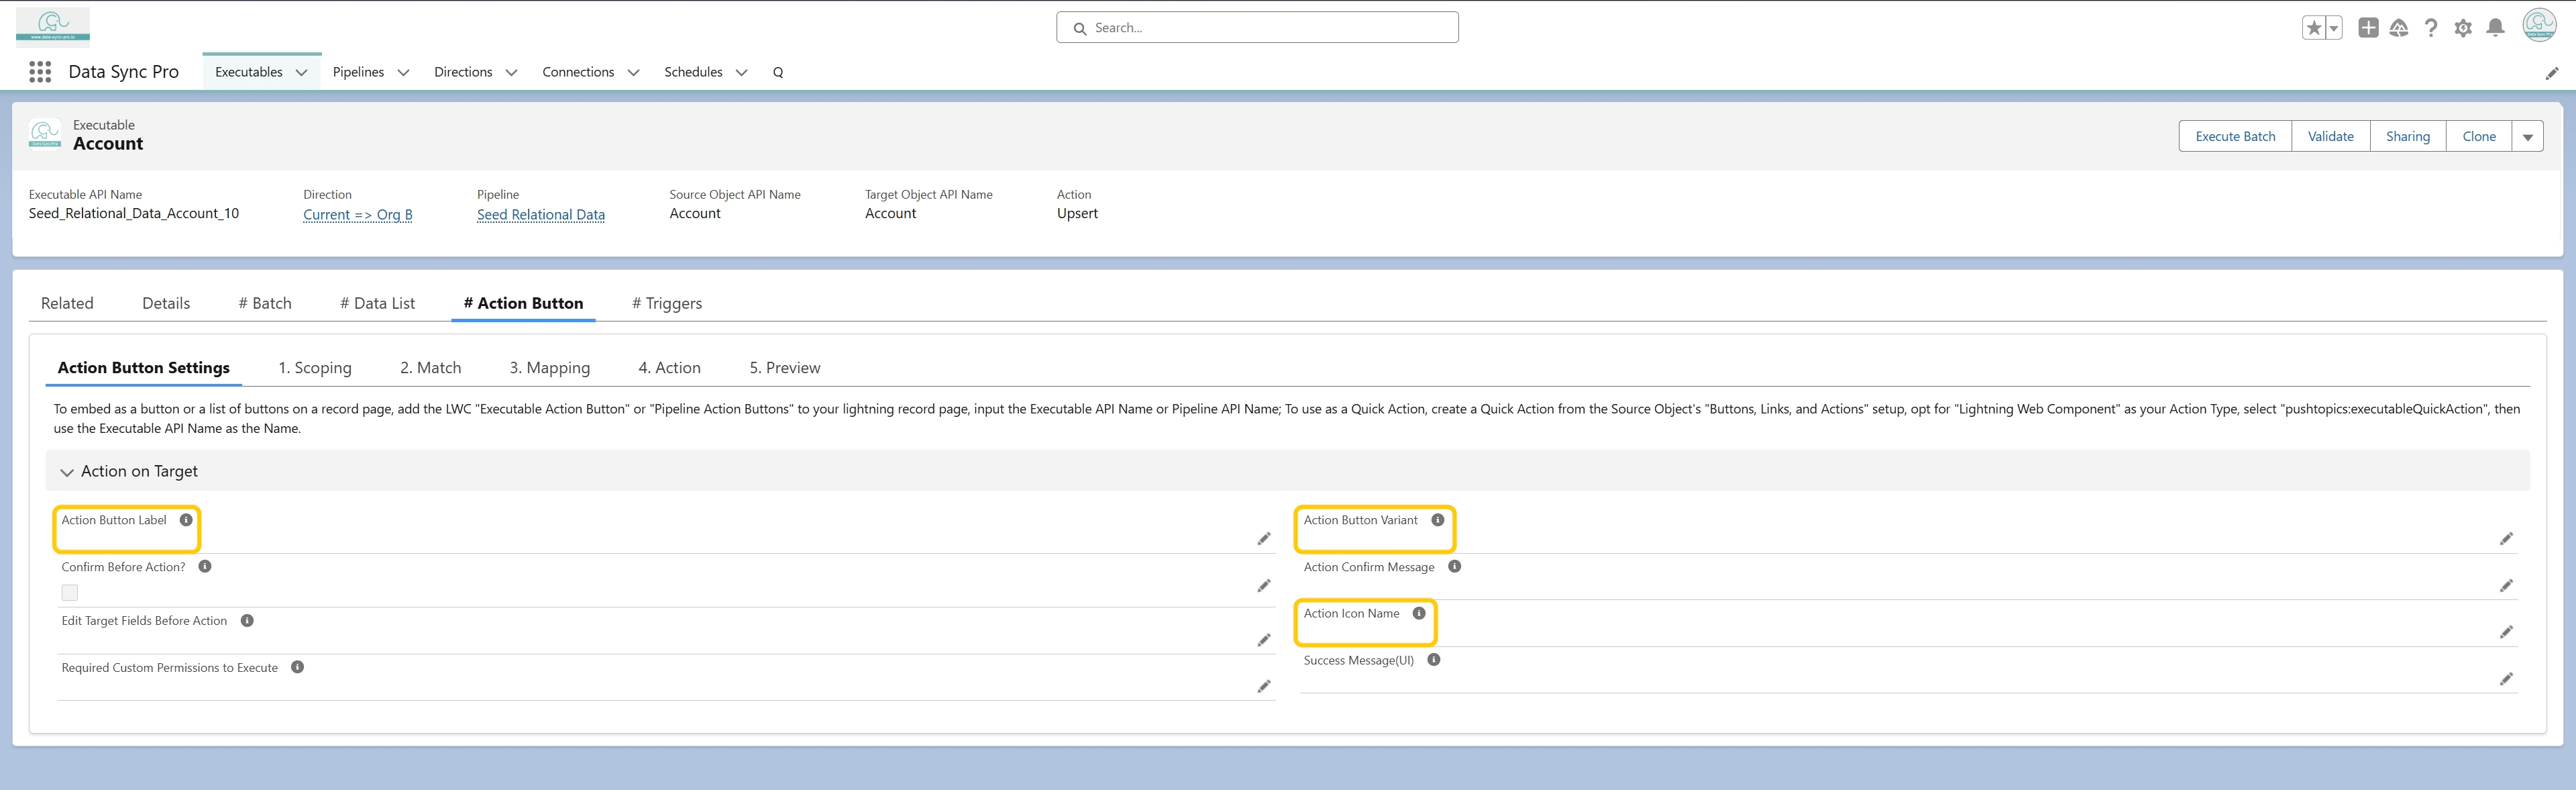 www.data-sync-pro.io
Search...
Data Sync Pro
Executables
Pipelines
Directions
Connections
Schedules
Q
Executable
Account
Execute Batch
Validate
Sharing
Clone
Executable API Name
Seed_Relational_Data_Account_10
Direction
Current => Org B
Pipeline
Seed Relational Data
Source Object API Name
Account
Target Object API Name
Account
Action
Upsert
Related
Details
# Batch
# Data List
# Action Button
# Triggers
Action Button Settings
1. Scoping
2. Match
3. Mapping
4. Action
5. Preview
To embed as a button or a list of buttons on a record page, add the LWC "Executable Action Button" or "Pipeline Action Buttons" to your lightning record page, input the Executable API Name or Pipeline API Name; To use as a Quick Action, create a Quick Action from the Source Object's "Buttons, Links, and Actions" setup, opt for "Lightning Web Component" as your Action Type, select "pushtopics:executableQuickAction", then
use the Executable API Name as the Name.
Action on Target
Action Button Label
Action Button Variant
Confirm Before Action?
Action Confirm Message
Edit Target Fields Before Action
Action Icon Name
Required Custom Permissions to Execute
Success Message(UI)